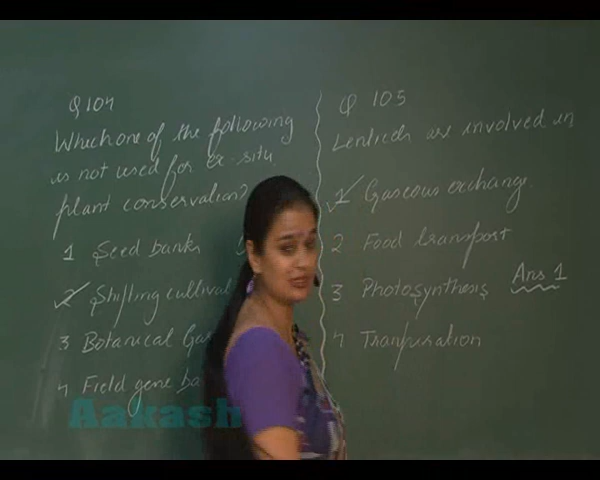 Q 104
Which one of the following
is not used for ex-situ
plant conservation?
1 Seed banks
2 Shifting cultivat
3 Botanical Gar
4 Field gene ba
Q 105
Lenticels are involved in
1 Gaseous exchange
2 Food transport
3 Photosynthesis
4 Transpiration
Ans 1
Aakash